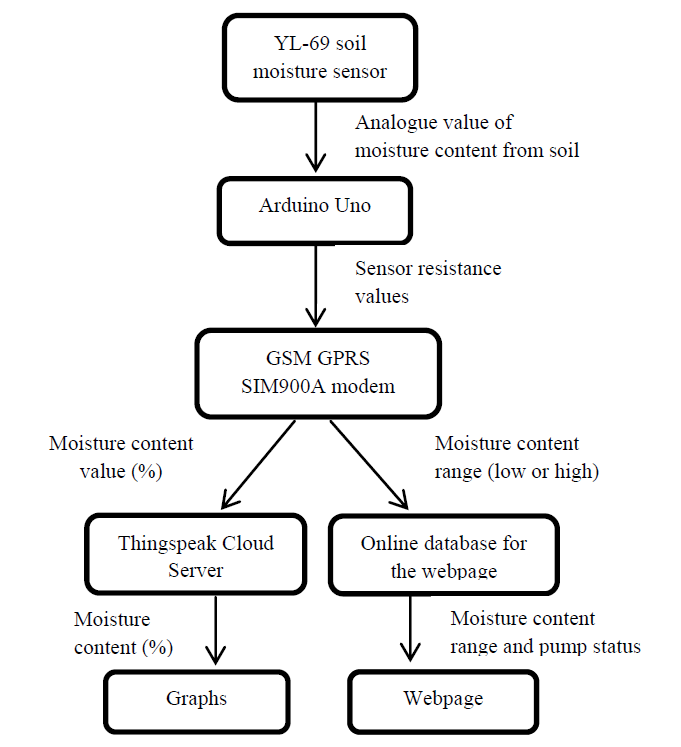 YL-69 soil
moisture sensor
Analogue value of
moisture content from soil
Arduino Uno
Sensor resistance
values
GSM GPRS
SIM900A modem
Moisture content
value (%)
Moisture content
range (low or high)
Thingspeak Cloud
Server
Online database for
the webpage
Moisture
content (%)
Moisture content
range and pump status
Graphs
Webpage